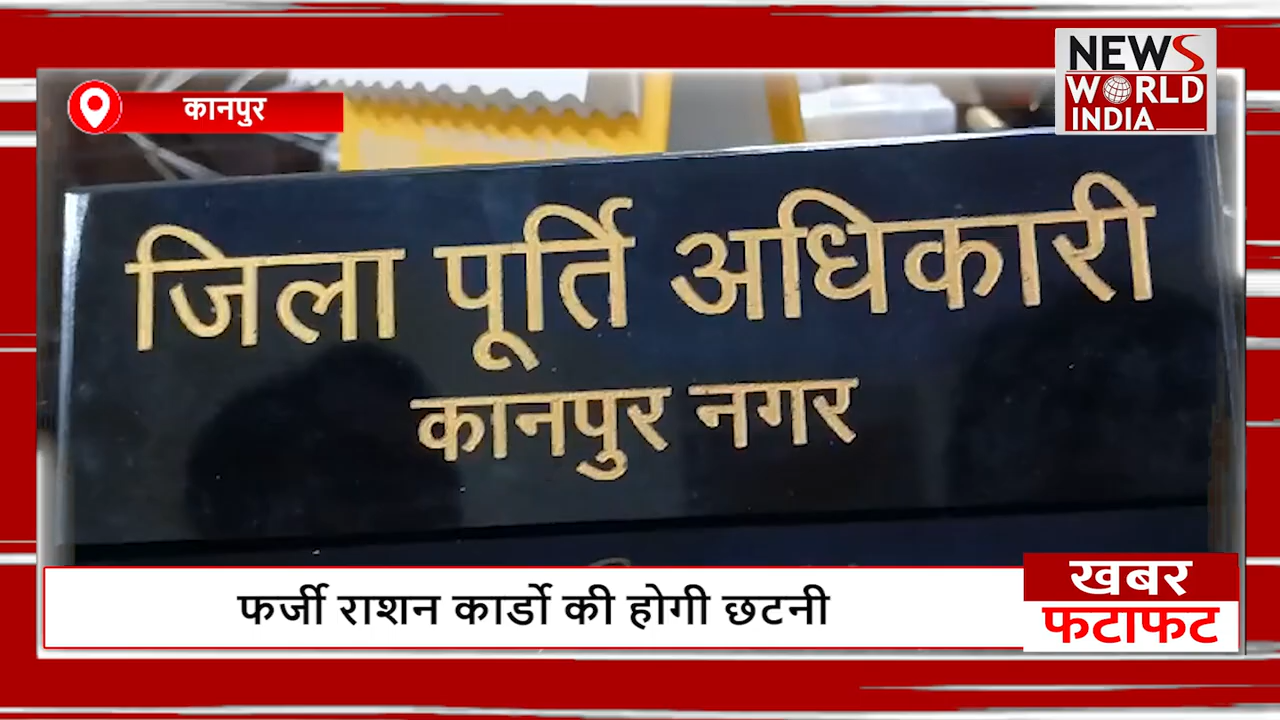 कानपुर
NEWS
WORLD
INDIA
जिला पूर्ति अधिकारी
कानपुर नगर
फर्जी राशन कार्डो की होगी छटनी
खबर
फटाफट